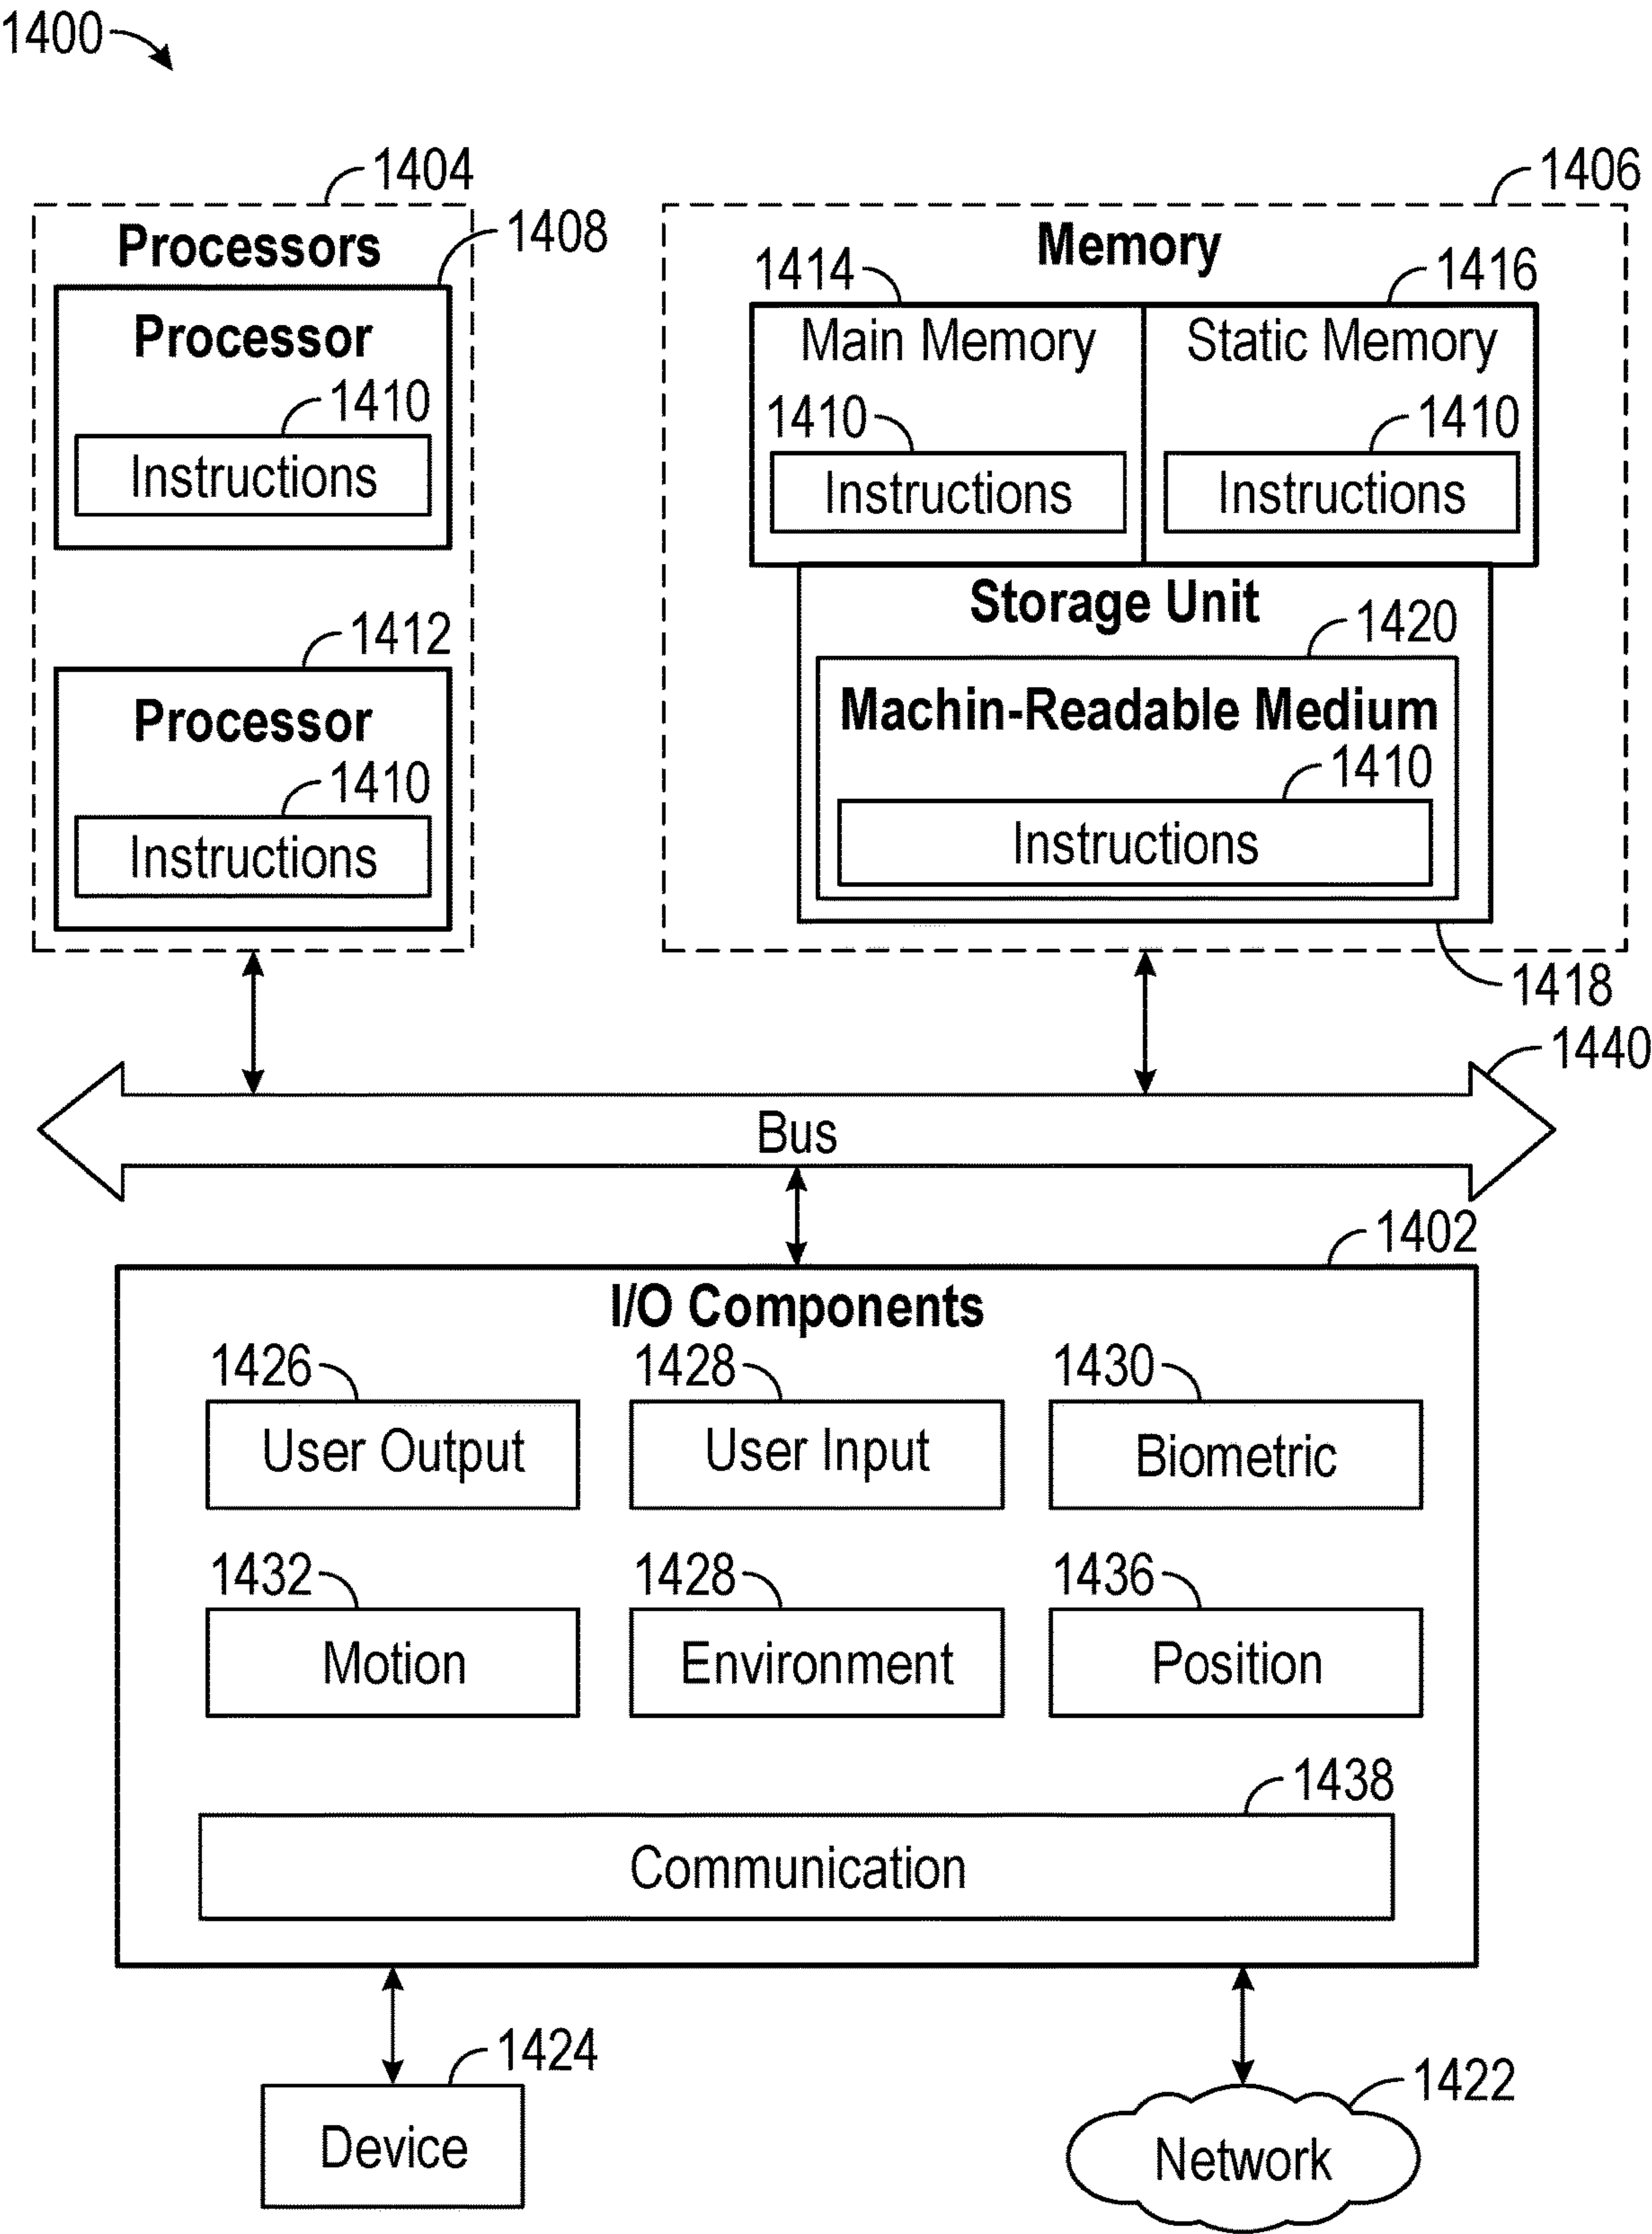 1400
1404
1406
Processors
1408
Memory
1414
1416
Processor
Main Memory
Static Memory
1410
1410
1410
Instructions
Instructions
Instructions
Storage Unit
1412
1420
Processor
Machin-Readable Medium
1410
1410
Instructions
Instructions
1418
1440
Bus
1402
I/O Components
1426
1428
1430
User Output
User Input
Biometric
1432
1428
1436
Motion
Environment
Position
1438
Communication
1424
1422
Device
Network